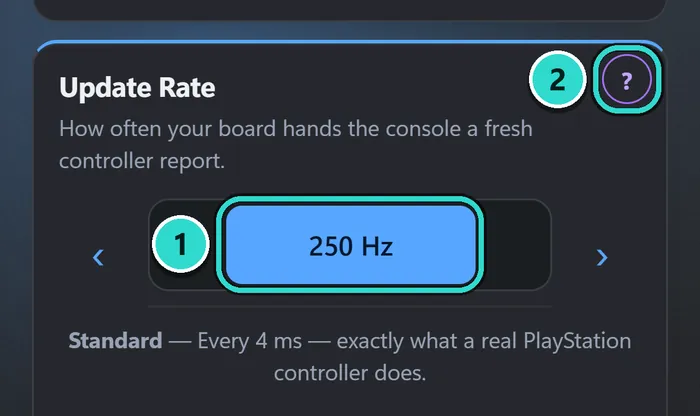 Update Rate
2
?
How often your board hands the console a fresh
controller report.
1
‹
250 Hz
›
Standard — Every 4 ms — exactly what a real PlayStation
controller does.